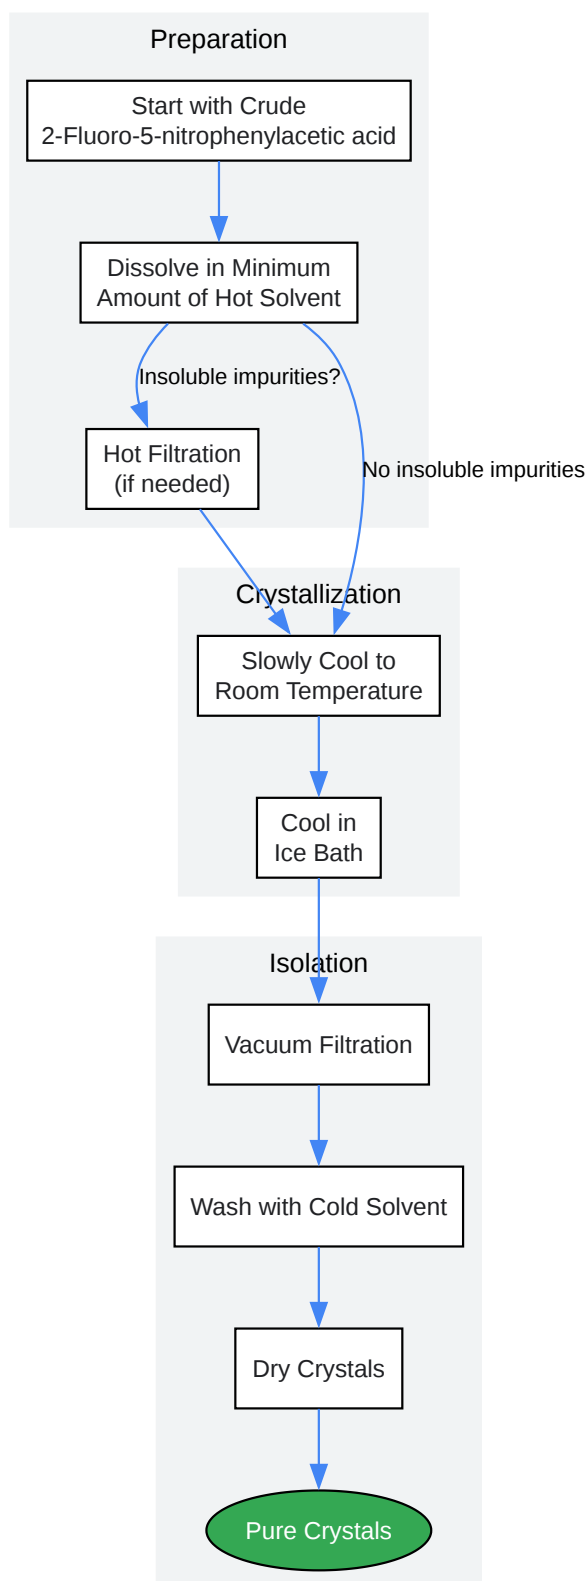 Preparation
Start with Crude
2-Fluoro-5-nitrophenylacetic acid
Dissolve in Minimum
Amount of Hot Solvent
Insoluble impurities?
Hot Filtration
(if needed)
No insoluble impurities
Crystallization
Slowly Cool to
Room Temperature
Cool in
Ice Bath
Isolation
Vacuum Filtration
Wash with Cold Solvent
Dry Crystals
Pure Crystals